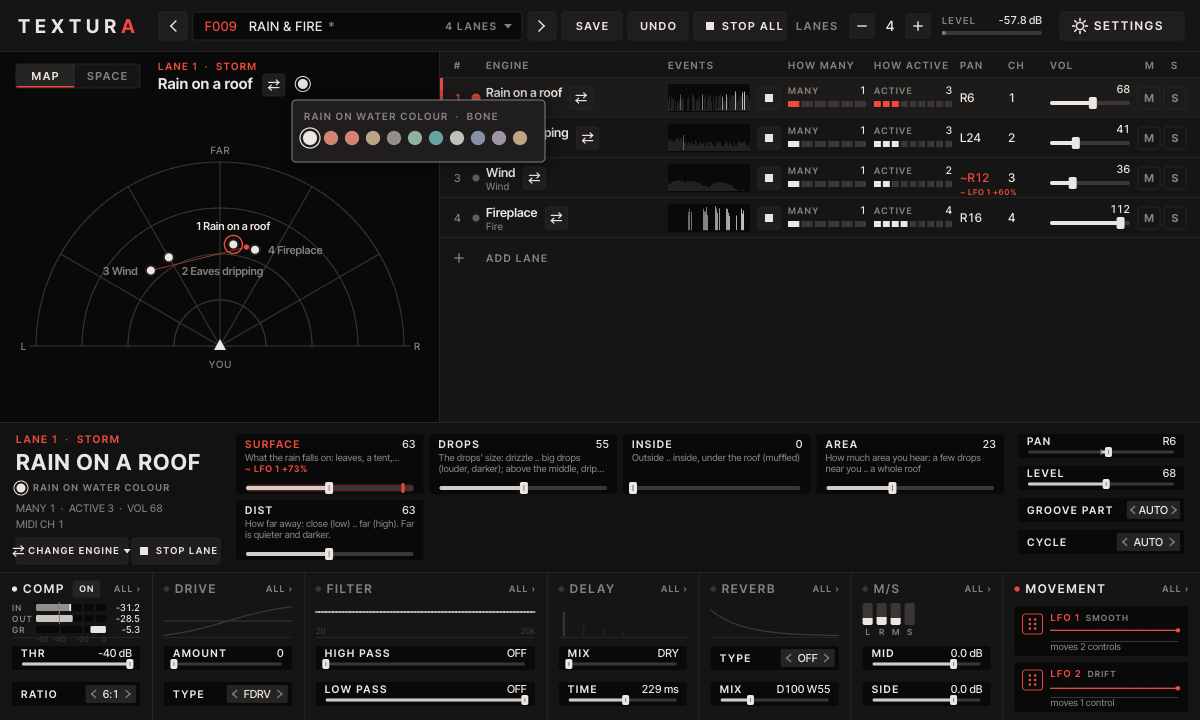 TEXTURA
F009 RAIN & FIRE * 4 LANES
SAVE UNDO STOP ALL LANES 4 LEVEL -57.8 dB SETTINGS
MAP SPACE
LANE 1 · STORM
Rain on a roof
RAIN ON WATER COLOUR · BONE
FAR
1 Rain on a roof
4 Fireplace
3 Wind
2 Eaves dripping
L R
YOU
# ENGINE EVENTS HOW MANY HOW ACTIVE PAN CH VOL M S
1 Rain on a roof MANY 1 ACTIVE 3 R6 1 68 M S
ping MANY 1 ACTIVE 3 L24 2 41 M S
3 Wind MANY 1 ACTIVE 2 ~R12 3 36 M S
Wind ~ LFO 1 +60%
4 Fireplace MANY 1 ACTIVE 4 R16 4 112 M S
Fire
+ ADD LANE
LANE 1 · STORM
RAIN ON A ROOF
RAIN ON WATER COLOUR
MANY 1 · ACTIVE 3 · VOL 68
MIDI CH 1
CHANGE ENGINE STOP LANE
SURFACE 63
What the rain falls on: leaves, a tent,...
~ LFO 1 +73%
DROPS 55
The drops' size: drizzle .. big drops
(louder, darker); above the middle, drip...
INSIDE 0
Outside .. inside, under the roof (muffled)
AREA 23
How much area you hear: a few drops
near you .. a whole roof
DIST 63
How far away: close (low) .. far (high). Far
is quieter and darker.
PAN R6
LEVEL 68
GROOVE PART < AUTO >
CYCLE < AUTO >
COMP ON ALL ›
IN -31.2
OUT -28.5
GR -5.3
-60 -40 -20 0
THR -40 dB
RATIO < 6:1 >
DRIVE ALL ›
AMOUNT 0
TYPE < FDRV >
FILTER ALL ›
20 20k
HIGH PASS OFF
LOW PASS OFF
DELAY ALL ›
MIX DRY
TIME 229 ms
REVERB ALL ›
TYPE < OFF >
MIX D100 W55
M/S ALL ›
L R M S
MID 0.0 dB
SIDE 0.0 dB
MOVEMENT ALL ›
LFO 1 SMOOTH
moves 2 controls
LFO 2 DRIFT
moves 1 control